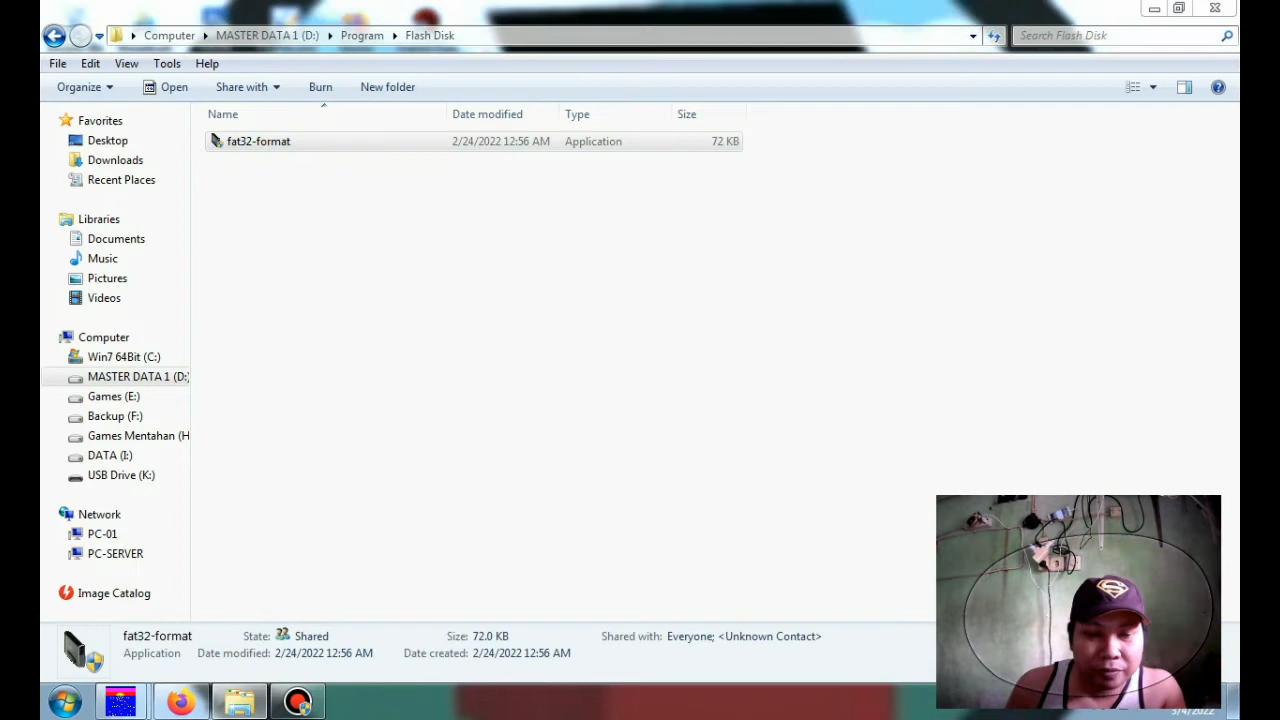 Computer MASTER DATA 1 (D:) Program Flash Disk Search Flash Disk
File Edit View Tools Help
Organize Open Share with Burn New folder
Name Date modified Type Size
fat32-format 2/24/2022 12:56 AM Application 72 KB
Favorites
Desktop
Downloads
Recent Places
Libraries
Documents
Music
Pictures
Videos
Computer
Win7 64Bit (C:)
MASTER DATA 1 (D:)
Games (E:)
Backup (F:)
Games Mentahan (H
DATA (I:)
USB Drive (K:)
Network
PC-01
PC-SERVER
Image Catalog
fat32-format State: Shared Size: 72.0 KB Shared with: Everyone; <Unknown Contact>
Application Date modified: 2/24/2022 12:56 AM Date created: 2/24/2022 12:56 AM
3/4/2022